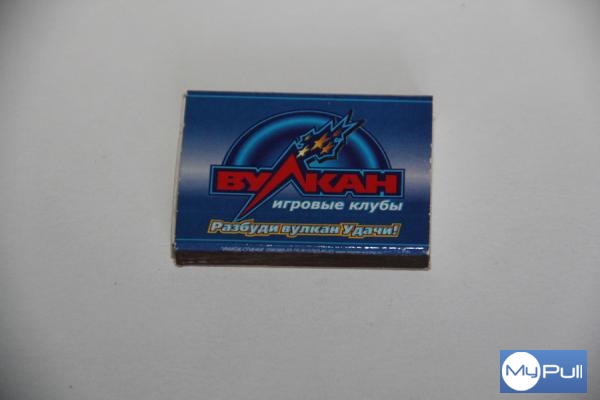 ВУЛКАН
игровые клубы
Разбуди вулкан Удачи!
MyPull